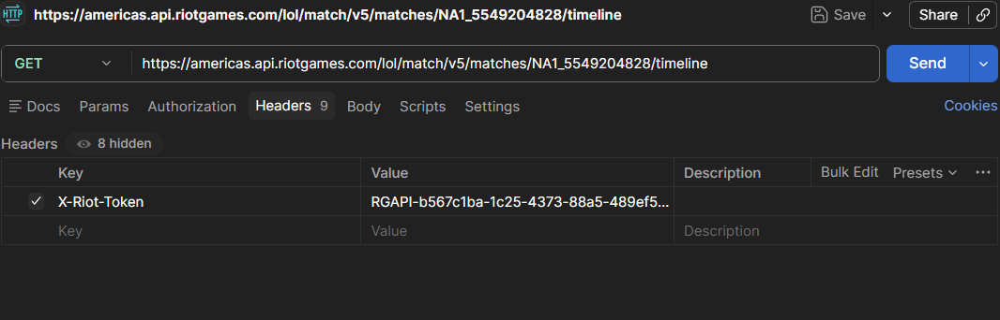 HTTP https://americas.api.riotgames.com/lol/match/v5/matches/NA1_5549204828/timeline Save Share
GET https://americas.api.riotgames.com/lol/match/v5/matches/NA1_5549204828/timeline Send
Docs Params Authorization Headers 9 Body Scripts Settings Cookies
Headers 8 hidden
Key Value Description Bulk Edit Presets
X-Riot-Token RGAPI-b567c1ba-1c25-4373-88a5-489ef5...
Key Value Description